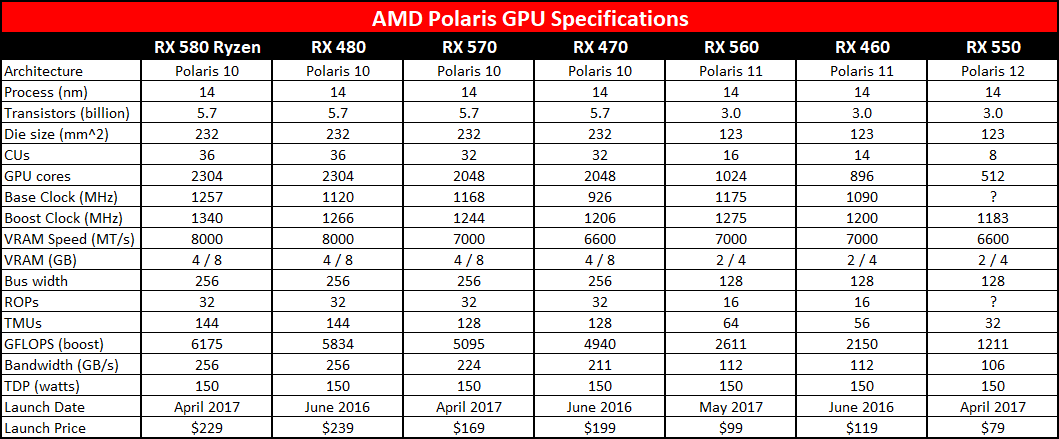 AMD Polaris GPU Specifications
RX 580 Ryzen RX 480 RX 570 RX 470 RX 560 RX 460 RX 550
Architecture Polaris 10 Polaris 10 Polaris 10 Polaris 10 Polaris 11 Polaris 11 Polaris 12
Process (nm) 14 14 14 14 14 14 14
Transistors (billion) 5.7 5.7 5.7 5.7 3.0 3.0 3.0
Die size (mm^2) 232 232 232 232 123 123 123
CUs 36 36 32 32 16 14 8
GPU cores 2304 2304 2048 2048 1024 896 512
Base Clock (MHz) 1257 1120 1168 926 1175 1090 ?
Boost Clock (MHz) 1340 1266 1244 1206 1275 1200 1183
VRAM Speed (MT/s) 8000 8000 7000 6600 7000 7000 6600
VRAM (GB) 4 / 8 4 / 8 4 / 8 4 / 8 2 / 4 2 / 4 2 / 4
Bus width 256 256 256 256 128 128 128
ROPs 32 32 32 32 16 16 ?
TMUs 144 144 128 128 64 56 32
GFLOPS (boost) 6175 5834 5095 4940 2611 2150 1211
Bandwidth (GB/s) 256 256 224 211 112 112 106
TDP (watts) 150 150 150 150 150 150 150
Launch Date April 2017 June 2016 April 2017 June 2016 May 2017 June 2016 April 2017
Launch Price $229 $239 $169 $199 $99 $119 $79